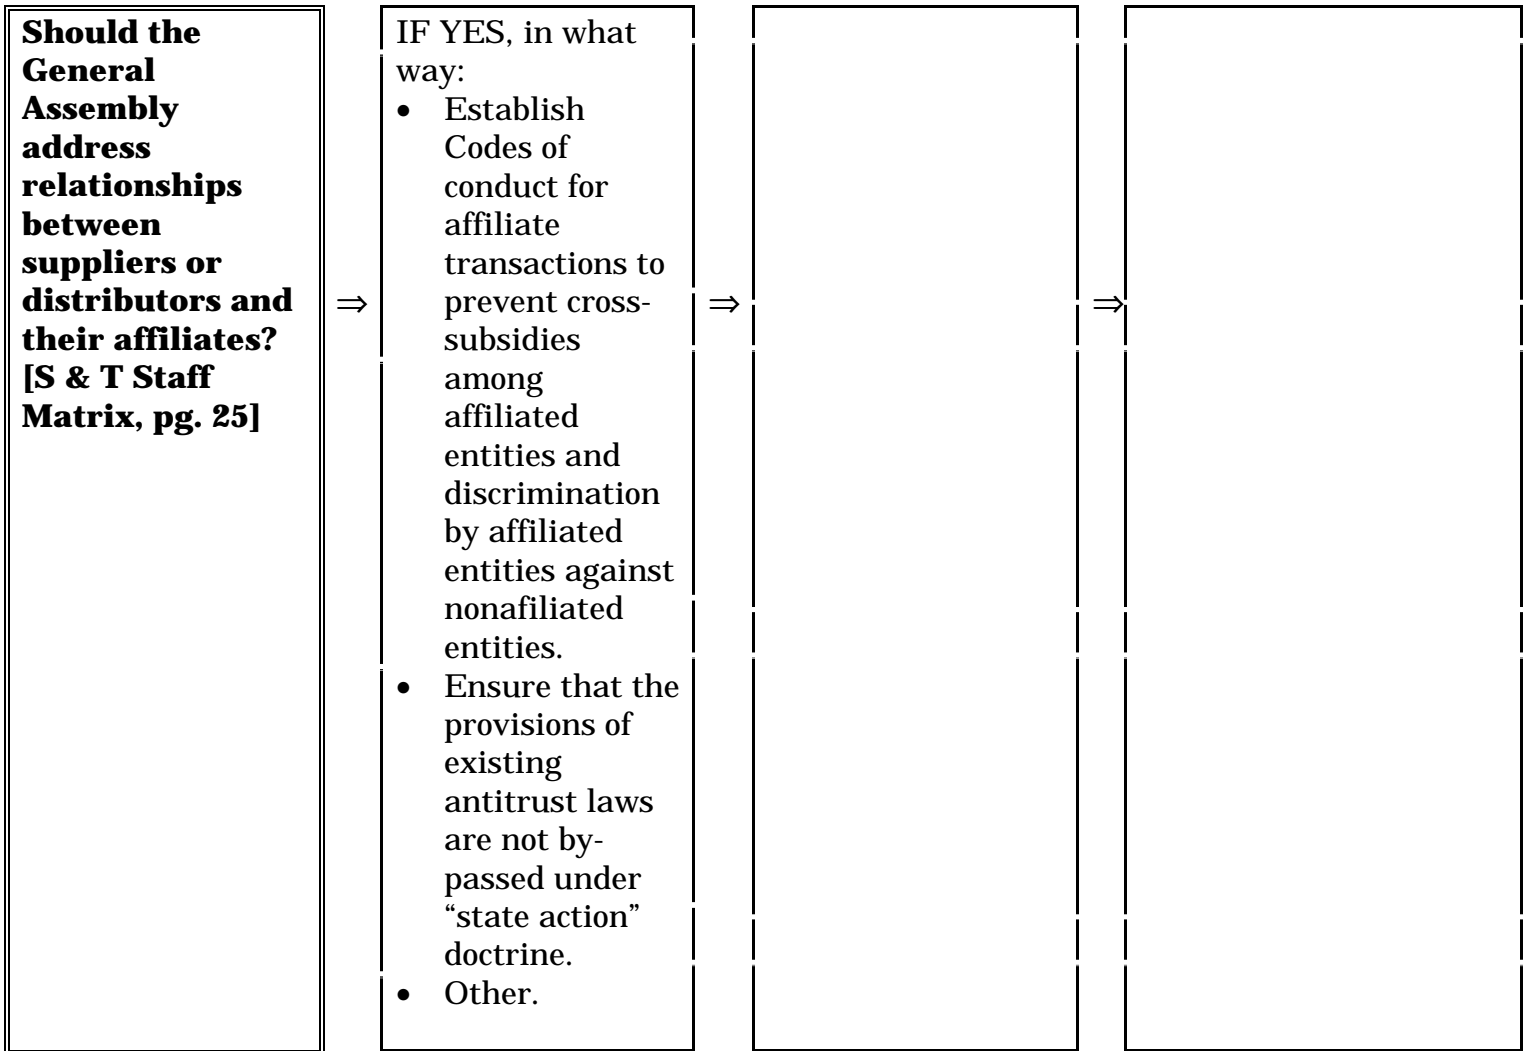 Should the
General
Assembly
address
relationships
between
suppliers or
distributors and
their affiliates?
[S & T Staff
Matrix, pg. 25]
⇒
IF YES, in what
way:
• Establish
Codes of
conduct for
affiliate
transactions to
prevent cross-
subsidies
among
affiliated
entities and
discrimination
by affiliated
entities against
nonafiliated
entities.
• Ensure that the
provisions of
existing
antitrust laws
are not by-
passed under
“state action”
doctrine.
• Other.
⇒
⇒